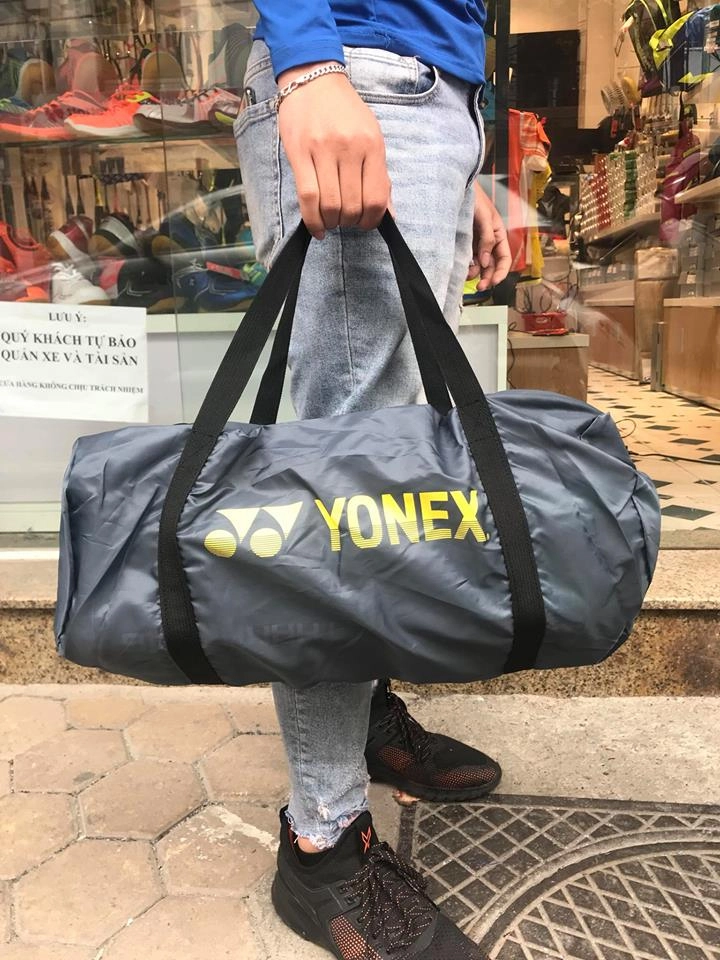 LƯU Ý:
QUÝ KHÁCH TỰ BẢO
QUẢN XE VÀ TÀI SẢN
CỬA HÀNG KHÔNG CHỊU TRÁCH NHIỆM
YONEX